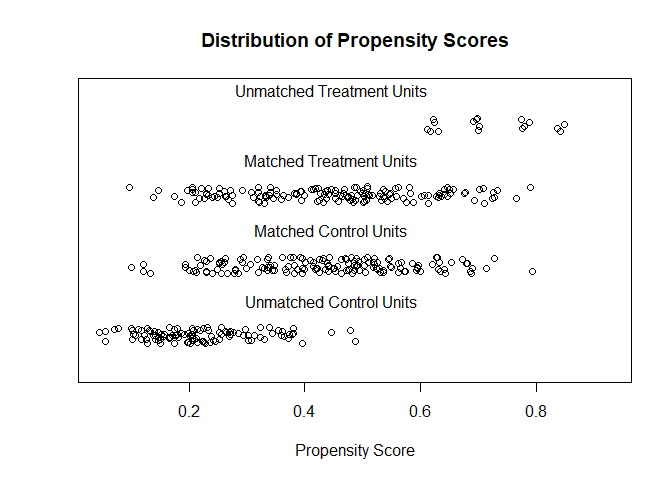 Distribution of Propensity Scores
Unmatched Treatment Units
Matched Treatment Units
Matched Control Units
Unmatched Control Units
0.2 0.4 0.6 0.8
Propensity Score